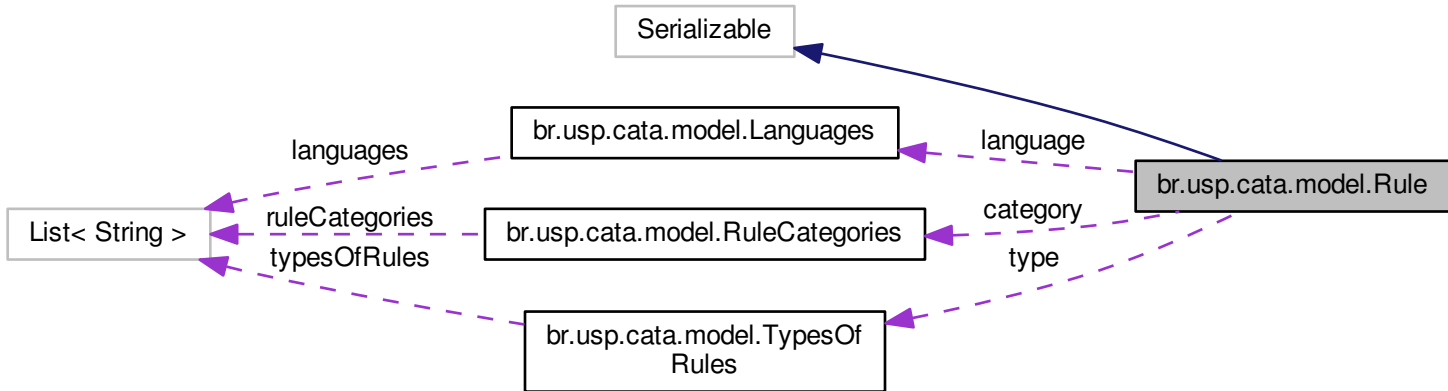 Serializable
br.usp.cata.model.Languages
language
languages
br.usp.cata.model.Rule
List< String >
ruleCategories
br.usp.cata.model.RuleCategories
category
typesOfRules
type
br.usp.cata.model.TypesOf
Rules